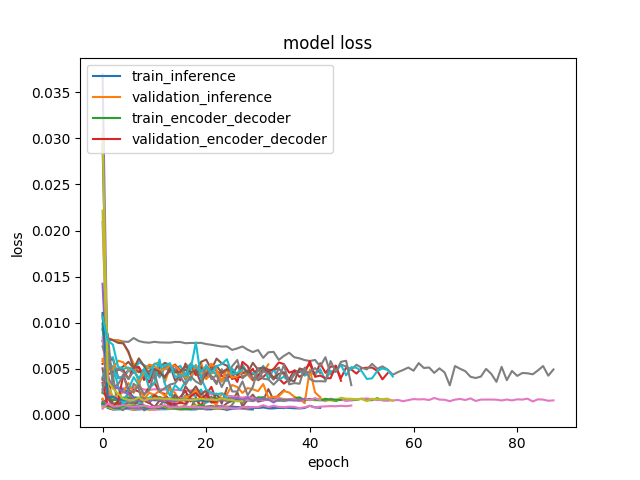 model loss
train_inference
validation_inference
train_encoder_decoder
validation_encoder_decoder
loss
0.035
0.030
0.025
0.020
0.015
0.010
0.005
0.000
0 20 40 60 80
epoch